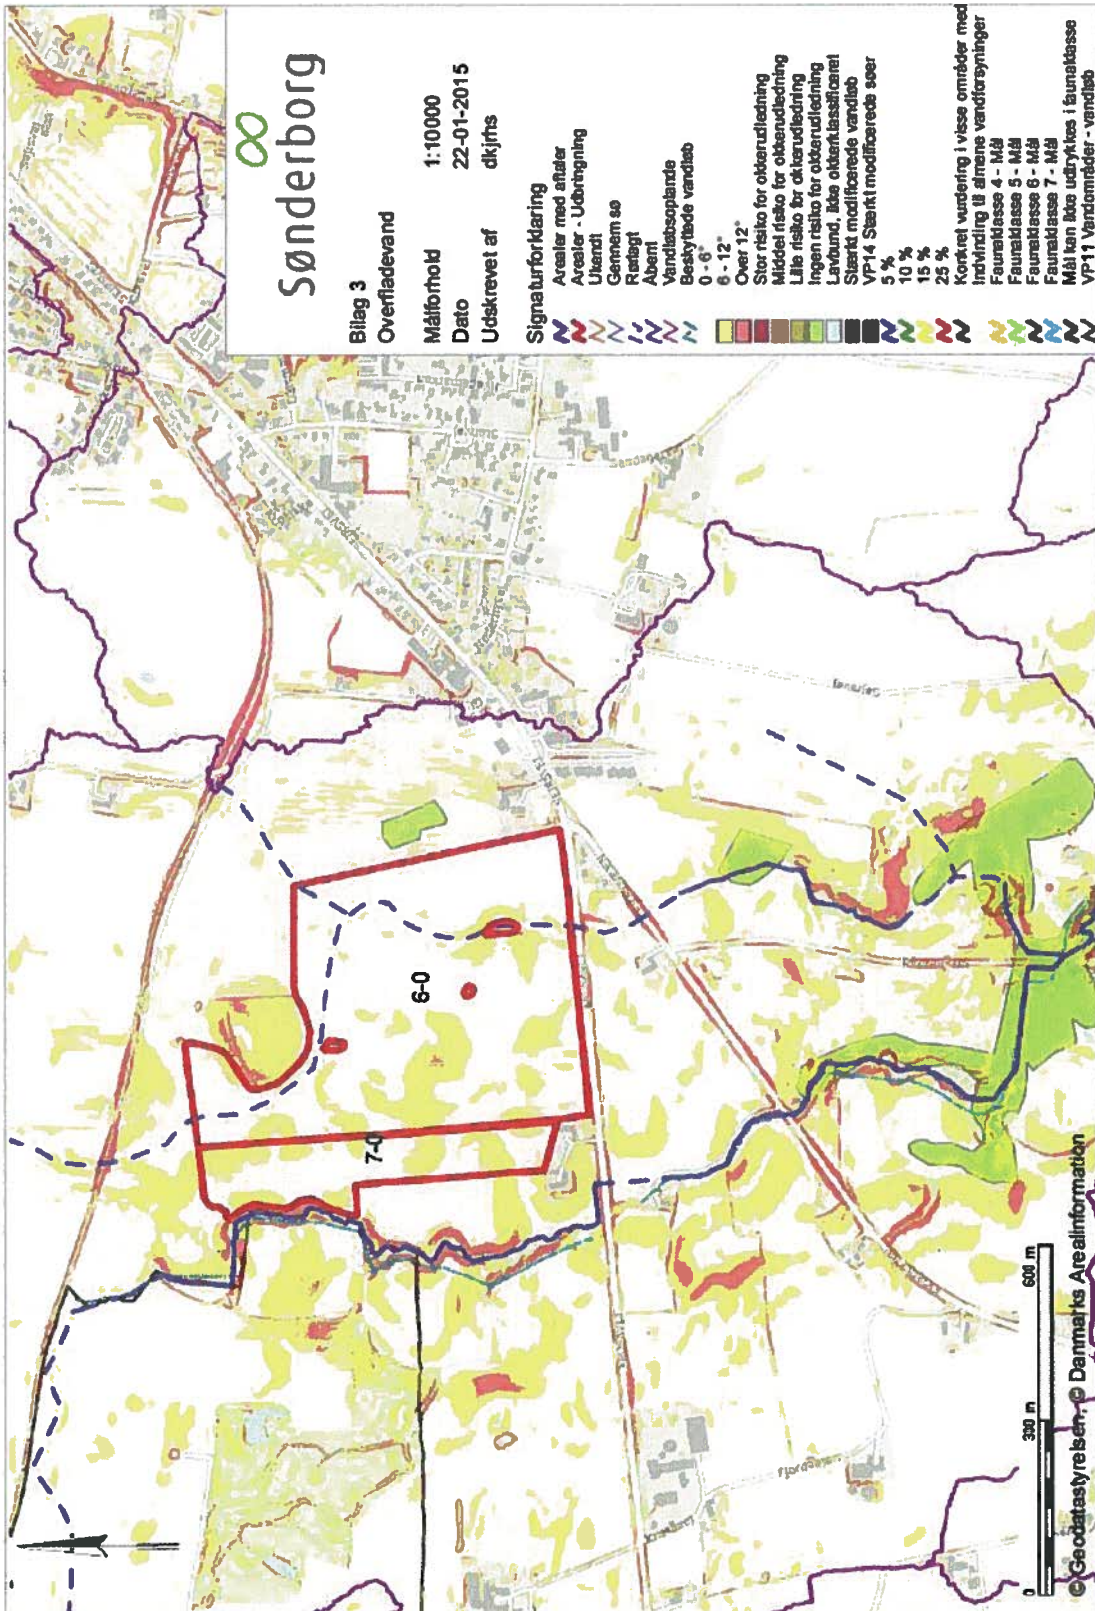 Sønderborg
Bilag 3
Overfladevand
Målforhold 1:10000
Dato 22-01-2015
Udskrevet af dkjfhs
Signaturforklaring
Arealer med aftaler
Arealer - Udbringning
Ukendt
Gennem sø
Rørlagt
Åbent
Vandløbsoplande
Beskyttede vandløb
0 - 6°
6 - 12°
Over 12°
Stor risiko for okkerudledning
Middel risiko for okkerudledning
Lille risiko for okkerudledning
Ingen risiko for okkerudledning
Lavbund, ikke okkerklassificeret
Stærkt modificerede vandløb
VP14 Stærkt modificerede søer
5 %
10 %
15 %
25 %
Konkret vurdering i visse områder med
Indvinding til almene vandforsyninger
Faunaklasse 4 - Mål
Faunaklasse 5 - Mål
Faunaklasse 6 - Mål
Faunaklasse 7 - Mål
Mål kan ikke udtrykkes i faunaklasse
VP11 Vandområder - vandløb
6-0
7-0
0 300 m 600 m
© Geodatastyrelsen, © Danmarks Arealinformation